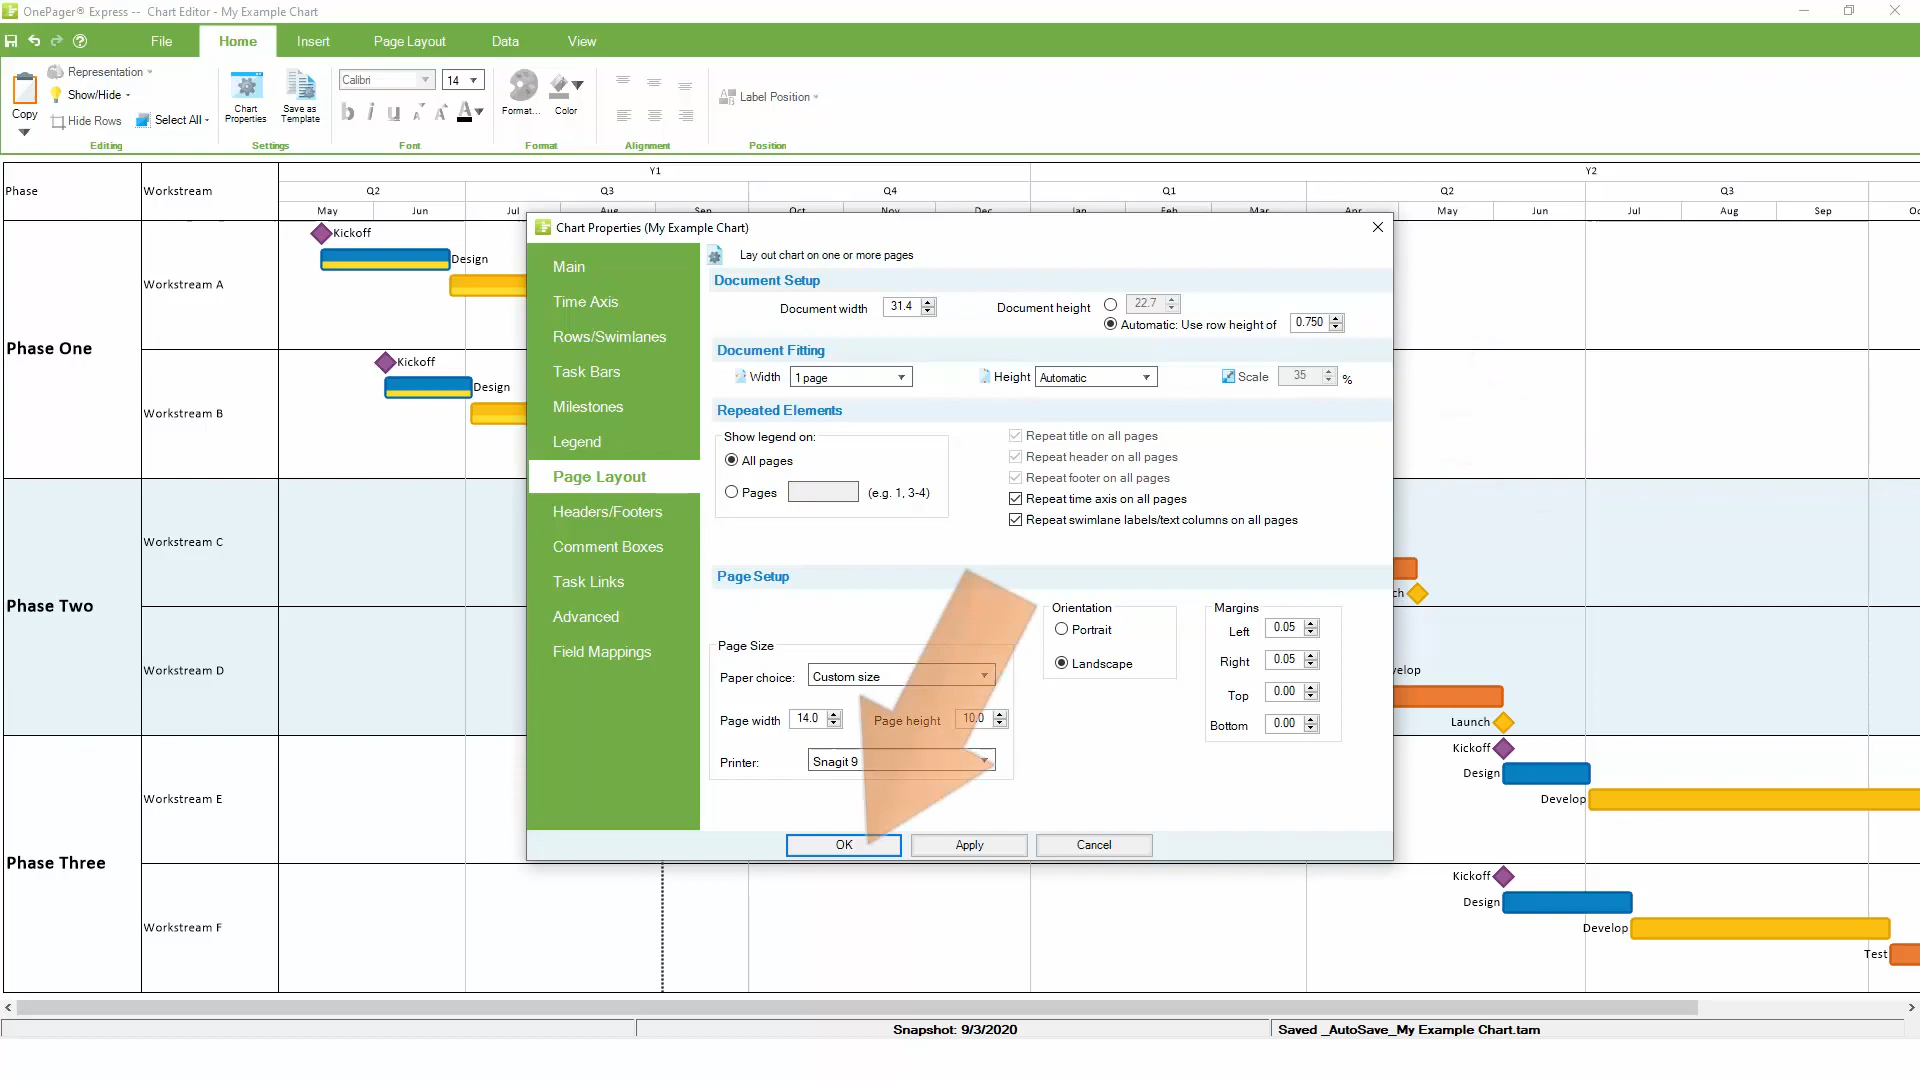 OnePager® Express -- Chart Editor - My Example Chart
File
Home
Insert
Page Layout
Data
View
Copy
Representation
Show/Hide
Hide Rows
Select All
Editing
Chart
Properties
Save as
Template
Settings
Calibri
14
b i u A A A
Font
Format...
Color
Format
Alignment
Label Position
Position
Phase
Workstream
Y1
Y2
Q2
Q3
Q4
Q1
Q2
Q3
May
Jun
Jul
Aug
Sep
Oct
Nov
Dec
Jan
Feb
Mar
Apr
May
Jun
Jul
Aug
Sep
Phase One
Workstream A
Kickoff
Design
Workstream B
Kickoff
Design
Phase Two
Workstream C
Workstream D
Launch
Phase Three
Workstream E
Kickoff
Design
Develop
Workstream F
Kickoff
Design
Develop
Test
Chart Properties (My Example Chart)
Main
Time Axis
Rows/Swimlanes
Task Bars
Milestones
Legend
Page Layout
Headers/Footers
Comment Boxes
Task Links
Advanced
Field Mappings
Lay out chart on one or more pages
Document Setup
Document width 31.4
Document height 22.7
Automatic: Use row height of 0.750
Document Fitting
Width 1 page
Height Automatic
Scale 35 %
Repeated Elements
Show legend on:
All pages
Pages (e.g. 1, 3-4)
Repeat title on all pages
Repeat header on all pages
Repeat footer on all pages
Repeat time axis on all pages
Repeat swimlane labels/text columns on all pages
Page Setup
Page Size
Paper choice: Custom size
Page width 14.0 Page height 10.0
Printer: Snagit 9
Orientation
Portrait
Landscape
Margins
Left 0.05
Right 0.05
Top 0.00
Bottom 0.00
OK
Apply
Cancel
Snapshot: 9/3/2020
Saved _AutoSave_My Example Chart.tam